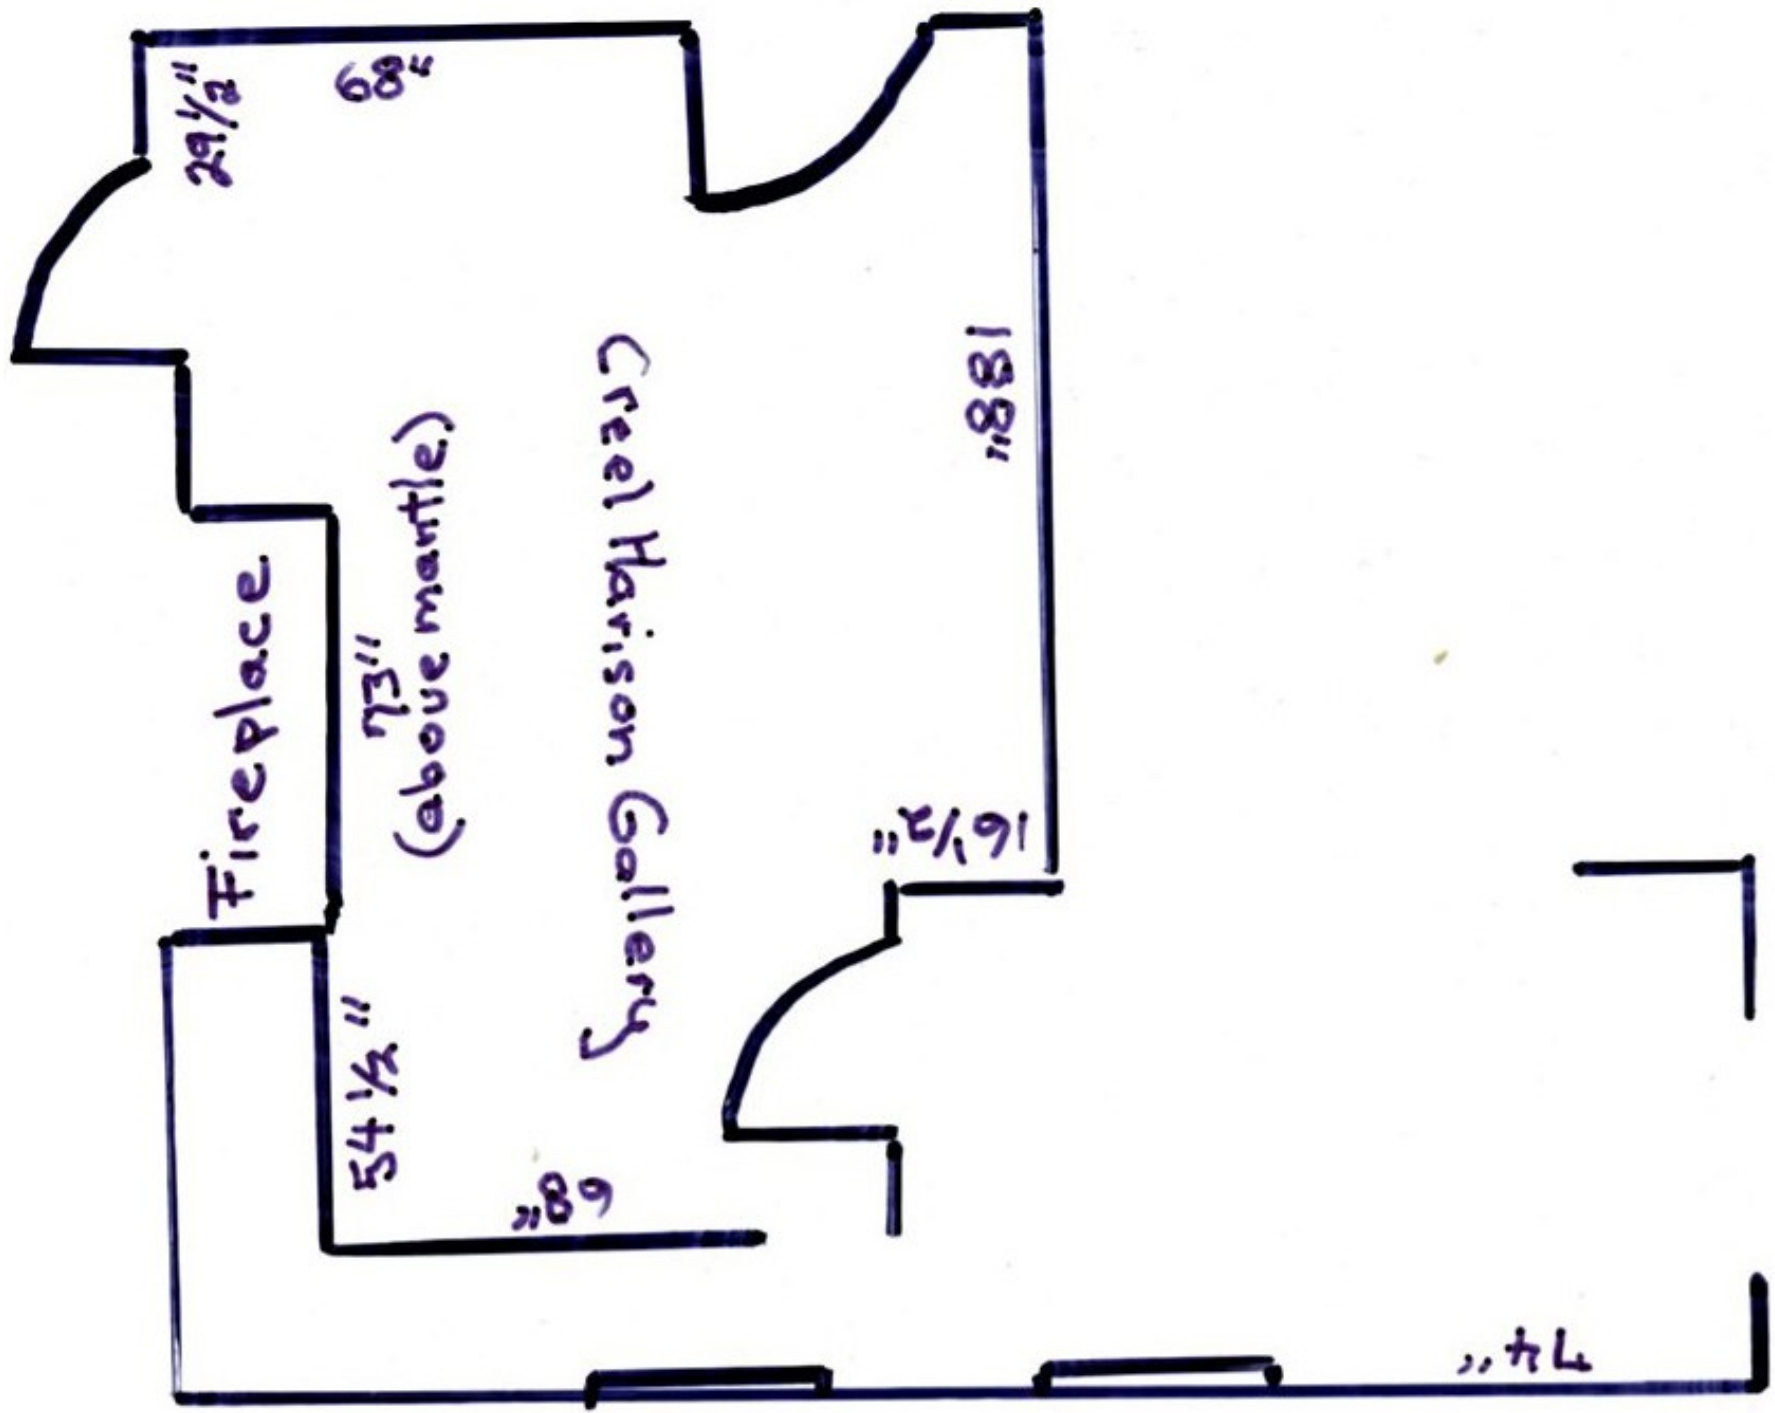 68"
29 1/2"
188"
Creel Harison Gallery
73"
(above mantle)
Fireplace
16 1/2"
54 1/2"
68"
74"